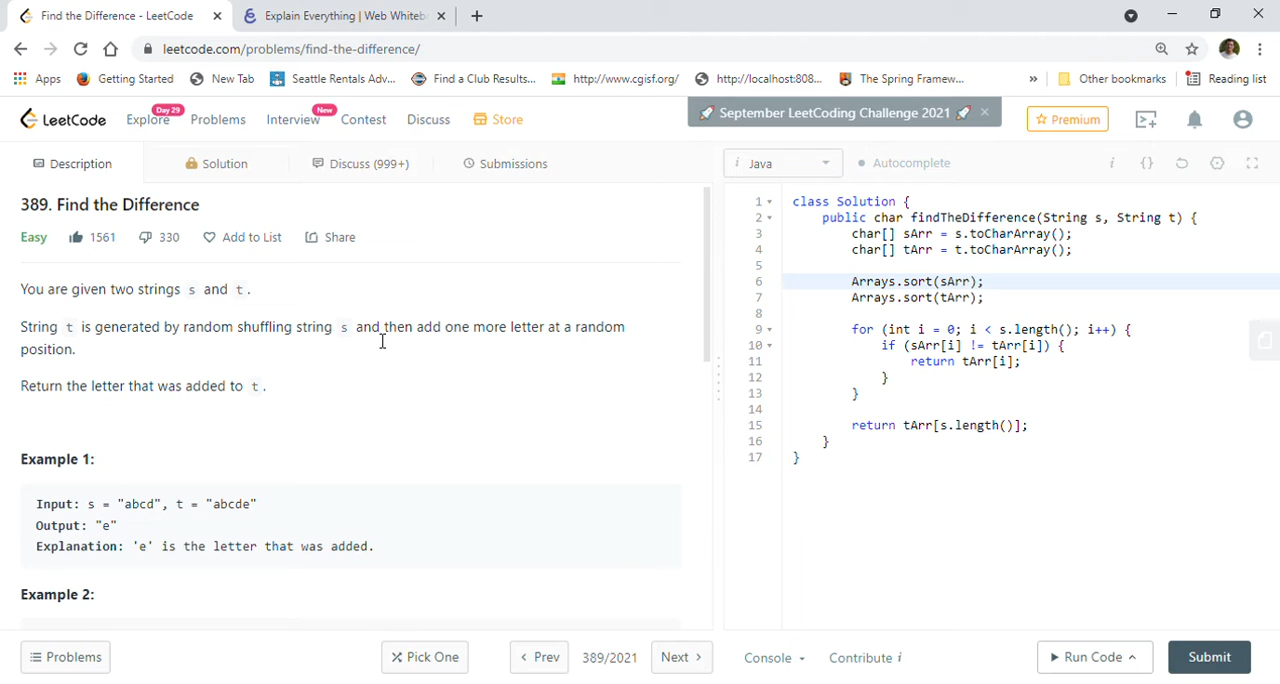 Find the Difference - LeetCode
Explain Everything | Web Whiteb
leetcode.com/problems/find-the-difference/
Apps Getting Started New Tab Seattle Rentals Adv... Find a Club Results... http://www.cgisf.org/ http://localhost:808... The Spring Framew... » Other bookmarks Reading list
LeetCode Explore Day 29 Problems Interview New Contest Discuss Store September LeetCoding Challenge 2021 Premium
Description Solution Discuss (999+) Submissions
i Java Autocomplete i {}
389. Find the Difference
Easy 1561 330 Add to List Share
You are given two strings s and t.
String t is generated by random shuffling string s and then add one more letter at a random
position.
Return the letter that was added to t.
Example 1:
Input: s = "abcd", t = "abcde"
Output: "e"
Explanation: 'e' is the letter that was added.
Example 2:
1 class Solution {
2 public char findTheDifference(String s, String t) {
3 char[] sArr = s.toCharArray();
4 char[] tArr = t.toCharArray();
5
6 Arrays.sort(sArr);
7 Arrays.sort(tArr);
8
9 for (int i = 0; i < s.length(); i++) {
10 if (sArr[i] != tArr[i]) {
11 return tArr[i];
12 }
13 }
14
15 return tArr[s.length()];
16 }
17 }
Problems Pick One Prev 389/2021 Next Console Contribute i Run Code Submit